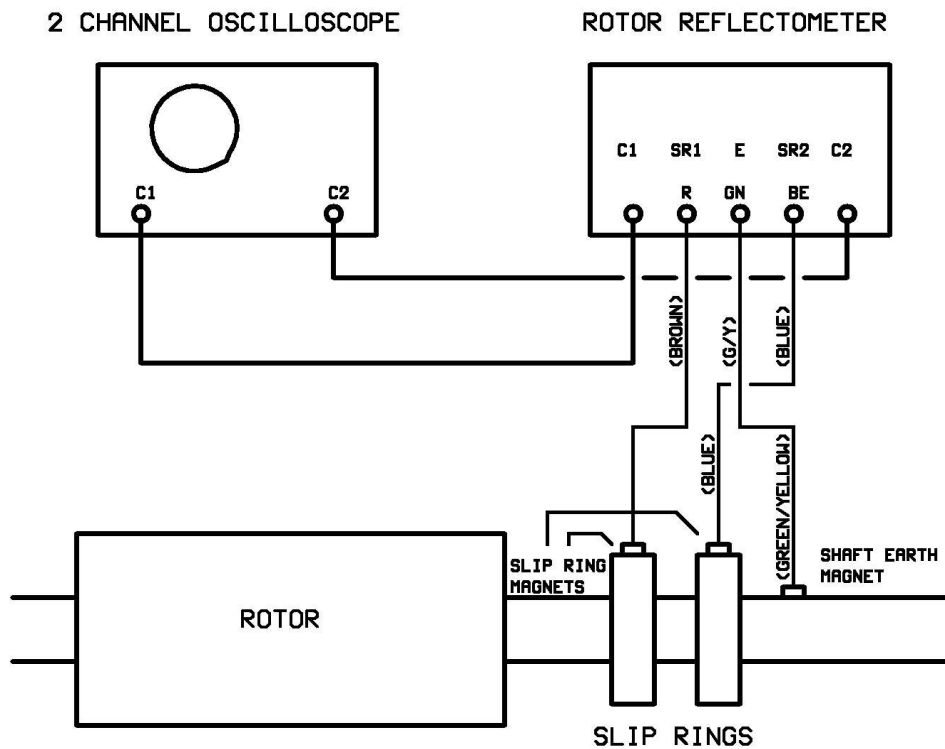 2 CHANNEL OSCILLOSCOPE
ROTOR REFLECTOMETER
C1 SR1 E SR2 C2
C1
C2
R GN BE
(BROWN)
(G/Y)
(BLUE)
(BLUE)
(GREEN/YELLOW)
SLIP RING
MAGNETS
SHAFT EARTH
MAGNET
ROTOR
SLIP RINGS